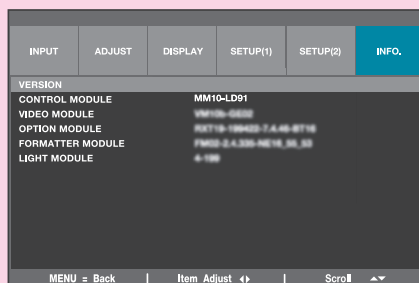 INPUT ADJUST DISPLAY SETUP(1) SETUP(2) INFO.
VERSION
CONTROL MODULE MM10-LD91
VIDEO MODULE
OPTION MODULE
FORMATTER MODULE
LIGHT MODULE
MENU = Back | Item Adjust ◂▸ | Scroll ▴▾